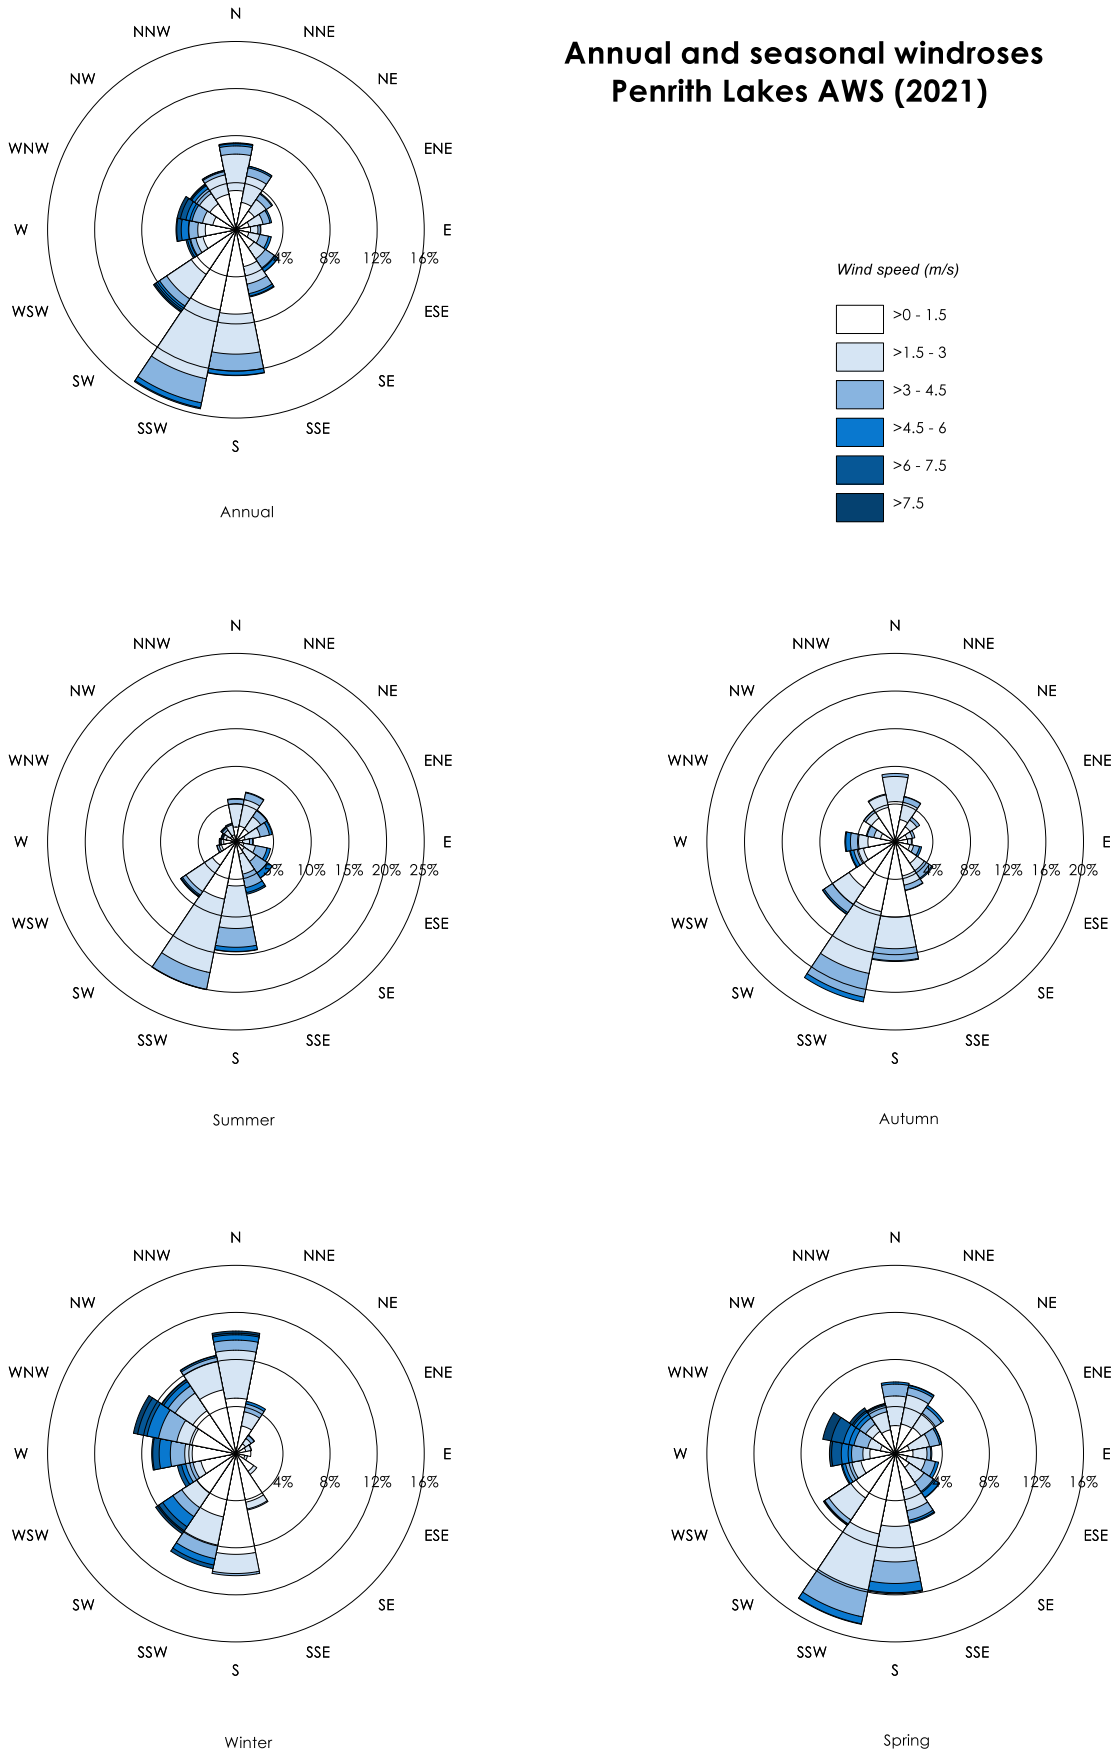 Annual and seasonal windroses
Penrith Lakes AWS (2021)
N
NNW NNE
NW NE
WNW ENE
W E
4% 8% 12% 16%
WSW ESE
SW SE
SSW SSE
S
Annual
Wind speed (m/s)
>0 - 1.5
>1.5 - 3
>3 - 4.5
>4.5 - 6
>6 - 7.5
>7.5
N
NNW NNE
NW NE
WNW ENE
W E
5% 10% 15% 20% 25%
WSW ESE
SW SE
SSW SSE
S
Summer
N
NNW NNE
NW NE
WNW ENE
W E
4% 8% 12% 16% 20%
WSW ESE
SW SE
SSW SSE
S
Autumn
N
NNW NNE
NW NE
WNW ENE
W E
4% 8% 12% 16%
WSW ESE
SW SE
SSW SSE
S
Winter
N
NNW NNE
NW NE
WNW ENE
W E
4% 8% 12% 16%
WSW ESE
SW SE
SSW SSE
S
Spring